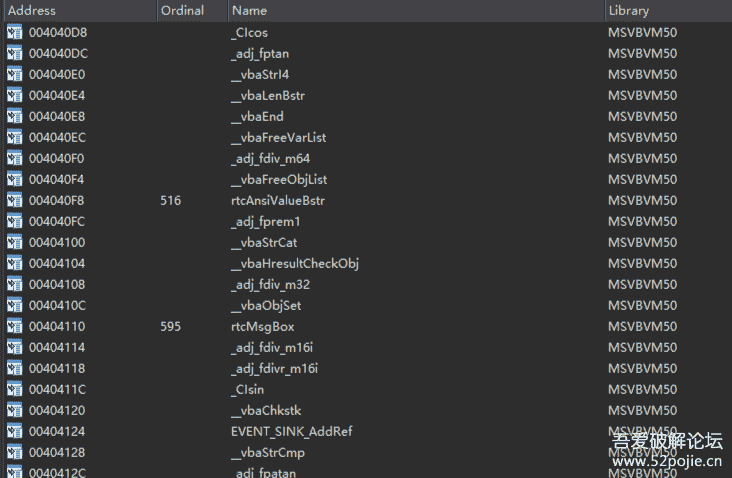 Address Ordinal Name Library
004040D8 _CIcos MSVBVM50
004040DC _adj_fptan MSVBVM50
004040E0 __vbaStrI4 MSVBVM50
004040E4 __vbaLenBstr MSVBVM50
004040E8 __vbaEnd MSVBVM50
004040EC __vbaFreeVarList MSVBVM50
004040F0 _adj_fdiv_m64 MSVBVM50
004040F4 __vbaFreeObjList MSVBVM50
004040F8 516 rtcAnsiValueBstr MSVBVM50
004040FC _adj_fprem1 MSVBVM50
00404100 __vbaStrCat MSVBVM50
00404104 __vbaHresultCheckObj MSVBVM50
00404108 _adj_fdiv_m32 MSVBVM50
0040410C __vbaObjSet MSVBVM50
00404110 595 rtcMsgBox MSVBVM50
00404114 _adj_fdiv_m16i MSVBVM50
00404118 _adj_fdivr_m16i MSVBVM50
0040411C _CIsin MSVBVM50
00404120 __vbaChkstk MSVBVM50
00404124 EVENT_SINK_AddRef MSVBVM50
00404128 __vbaStrCmp MSVBVM50
0040412C _adj_fpatan MSVBVM50
吾爱破解论坛
www.52pojie.cn